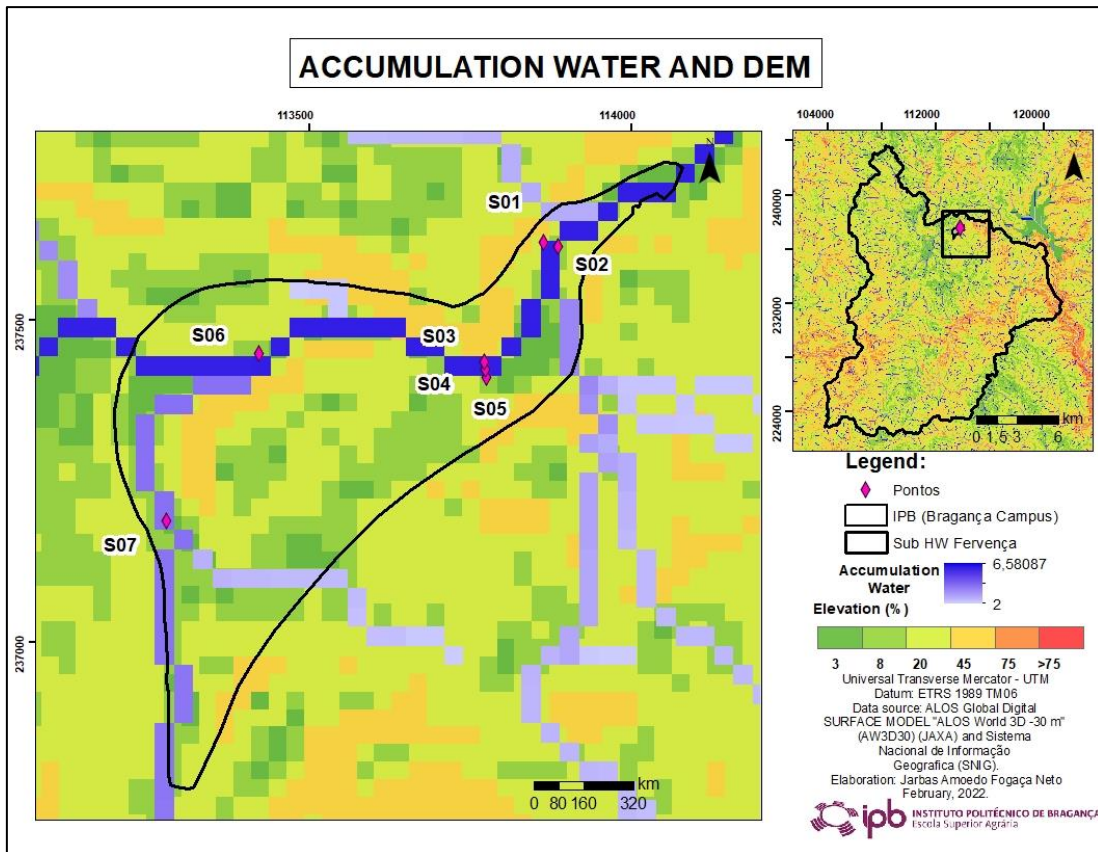 ACCUMULATION WATER AND DEM
113500
114000
237500
237000
N
S01
S02
S03
S04
S05
S06
S07
km
0 80 160 320
104000
112000
120000
240000
232000
224000
N
km
0 1,5 3 6
Legend:
Pontos
IPB (Bragança Campus)
Sub HW Fervença
Accumulation
Water
6,58087
2
Elevation (%)
3 8 20 45 75 >75
Universal Transverse Mercator - UTM
Datum: ETRS 1989 TM06
Data source: ALOS Global Digital
SURFACE MODEL "ALOS World 3D -30 m"
(AW3D30) (JAXA) and Sistema
Nacional de Informação
Geografica (SNIG).
Elaboration: Jarbas Amoedo Fogaça Neto
February, 2022.
ipb INSTITUTO POLITÉCNICO DE BRAGANÇA
Escola Superior Agrária